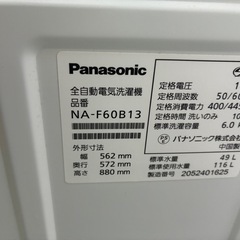 Panasonic
全自動電気洗濯機
品番
NA-F60B13
外形寸法
幅 562 mm
奥行 572 mm
高さ 880 mm
定格電圧 1
定格周波数 50/60
定格消費電力 400/445
定格時間 洗いのみ 10
標準洗濯容量 6.0
パナソニック株式会社
中国製
標準水量 49 L
標準使用水量 116 L
製造番号 2052401625